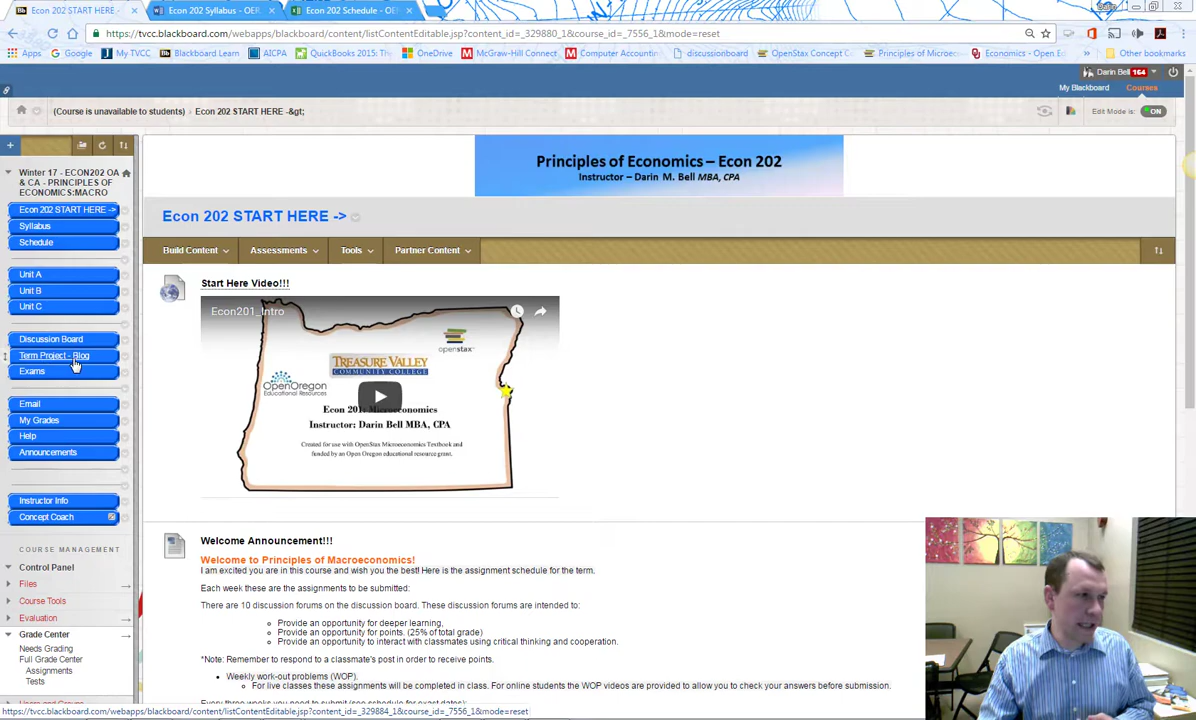 Econ 202 START HERE -
Econ 202 Syllabus - OER
Econ 202 Schedule - OE
https://tvcc.blackboard.com/webapps/blackboard/content/listContentEditable.jsp?content_id=_329880_1&course_id=_7556_1&mode=reset
Apps
Google
My TVCC
Blackboard Learn
AICPA
QuickBooks 2015: Th
OneDrive
McGraw-Hill Connect
Computer Accountin
discussionboard
OpenStax Concept C
Principles of Microec
Economics - Open E
Other bookmarks
Darin Bell 164
My Blackboard
Courses
(Course is unavailable to students)
Econ 202 START HERE -&gt;
Edit Mode is: ON
Winter 17 - ECON202 OA
& CA - PRINCIPLES OF
ECONOMICS:MACRO
Econ 202 START HERE ->
Syllabus
Schedule
Unit A
Unit B
Unit C
Discussion Board
Term Project - Blog
Exams
Email
My Grades
Help
Announcements
Instructor Info
Concept Coach
COURSE MANAGEMENT
Control Panel
Files
Course Tools
Evaluation
Grade Center
Needs Grading
Full Grade Center
Assignments
Tests
Principles of Economics – Econ 202
Instructor – Darin M. Bell MBA, CPA
Econ 202 START HERE ->
Build Content
Assessments
Tools
Partner Content
Start Here Video!!!
Econ201_Intro
openstax
TREASURE VALLEY
COMMUNITY COLLEGE
OpenOregon
Educational Resources
Econ 201: Microeconomics
Instructor: Darin Bell MBA, CPA
Created for use with OpenStax Microeconomics Textbook and
funded by an Open Oregon educational resource grant.
Welcome Announcement!!!
Welcome to Principles of Macroeconomics!
I am excited you are in this course and wish you the best! Here is the assignment schedule for the term.
Each week these are the assignments to be submitted:
There are 10 discussion forums on the discussion board. These discussion forums are intended to:
Provide an opportunity for deeper learning,
Provide an opportunity for points. (25% of total grade)
Provide an opportunity to interact with classmates using critical thinking and cooperation.
*Note: Remember to respond to a classmate's post in order to receive points.
Weekly work-out problems (WOP).
For live classes these assignments will be completed in class. For online students the WOP videos are provided to allow you to check your answers before submission.
Every three weeks you need to submit (see schedule for exact dates):
https://tvcc.blackboard.com/webapps/blackboard/content/listContentEditable.jsp?content_id=_329884_1&course_id=_7556_1&mode=reset